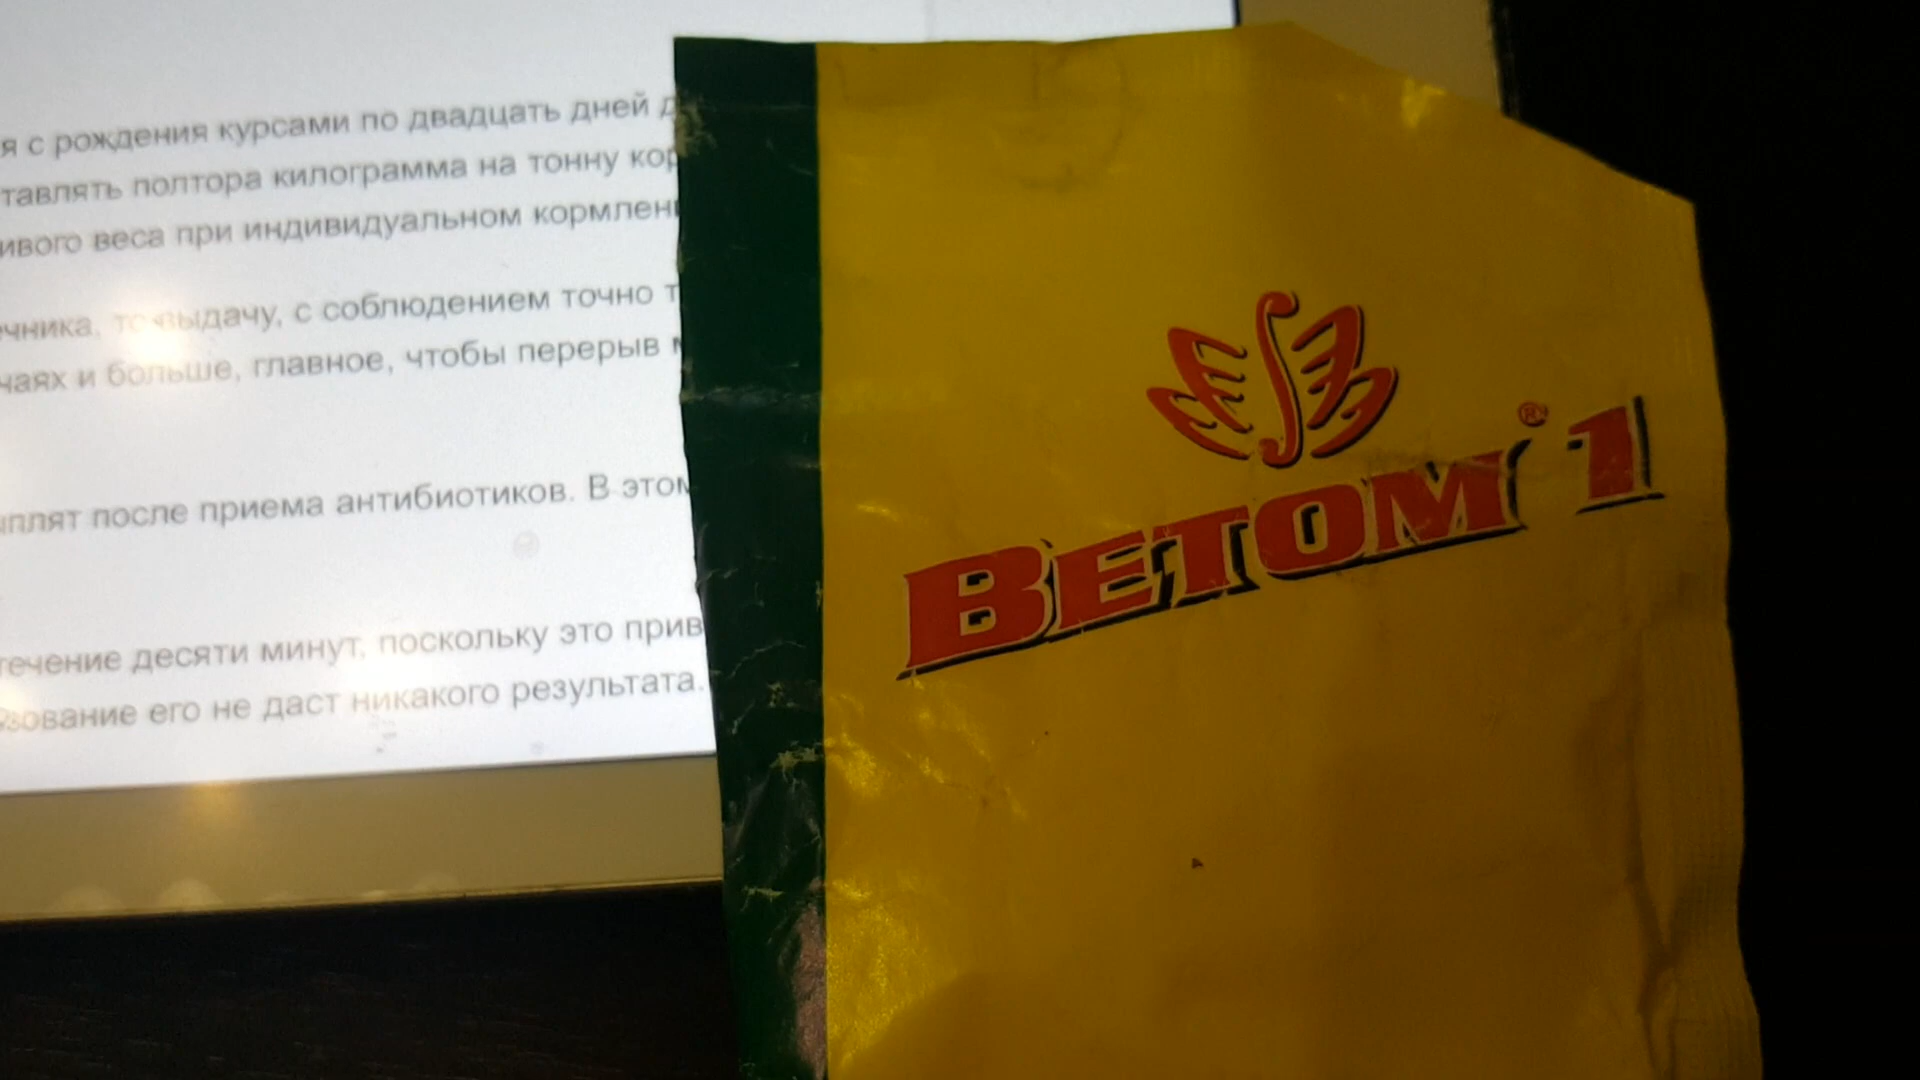 я с рождения курсами по двадцать дней
тавлять полтора килограмма на тонну кор
ивого веса при индивидуальном кормлен
чника, то выдачу, с соблюдением точно т
чаях и больше, главное, чтобы перерыв
плят после приема антибиотиков. В этом
течение десяти минут, поскольку это прив
зование его не даст никакого результата.
ВЕТОМ® 1